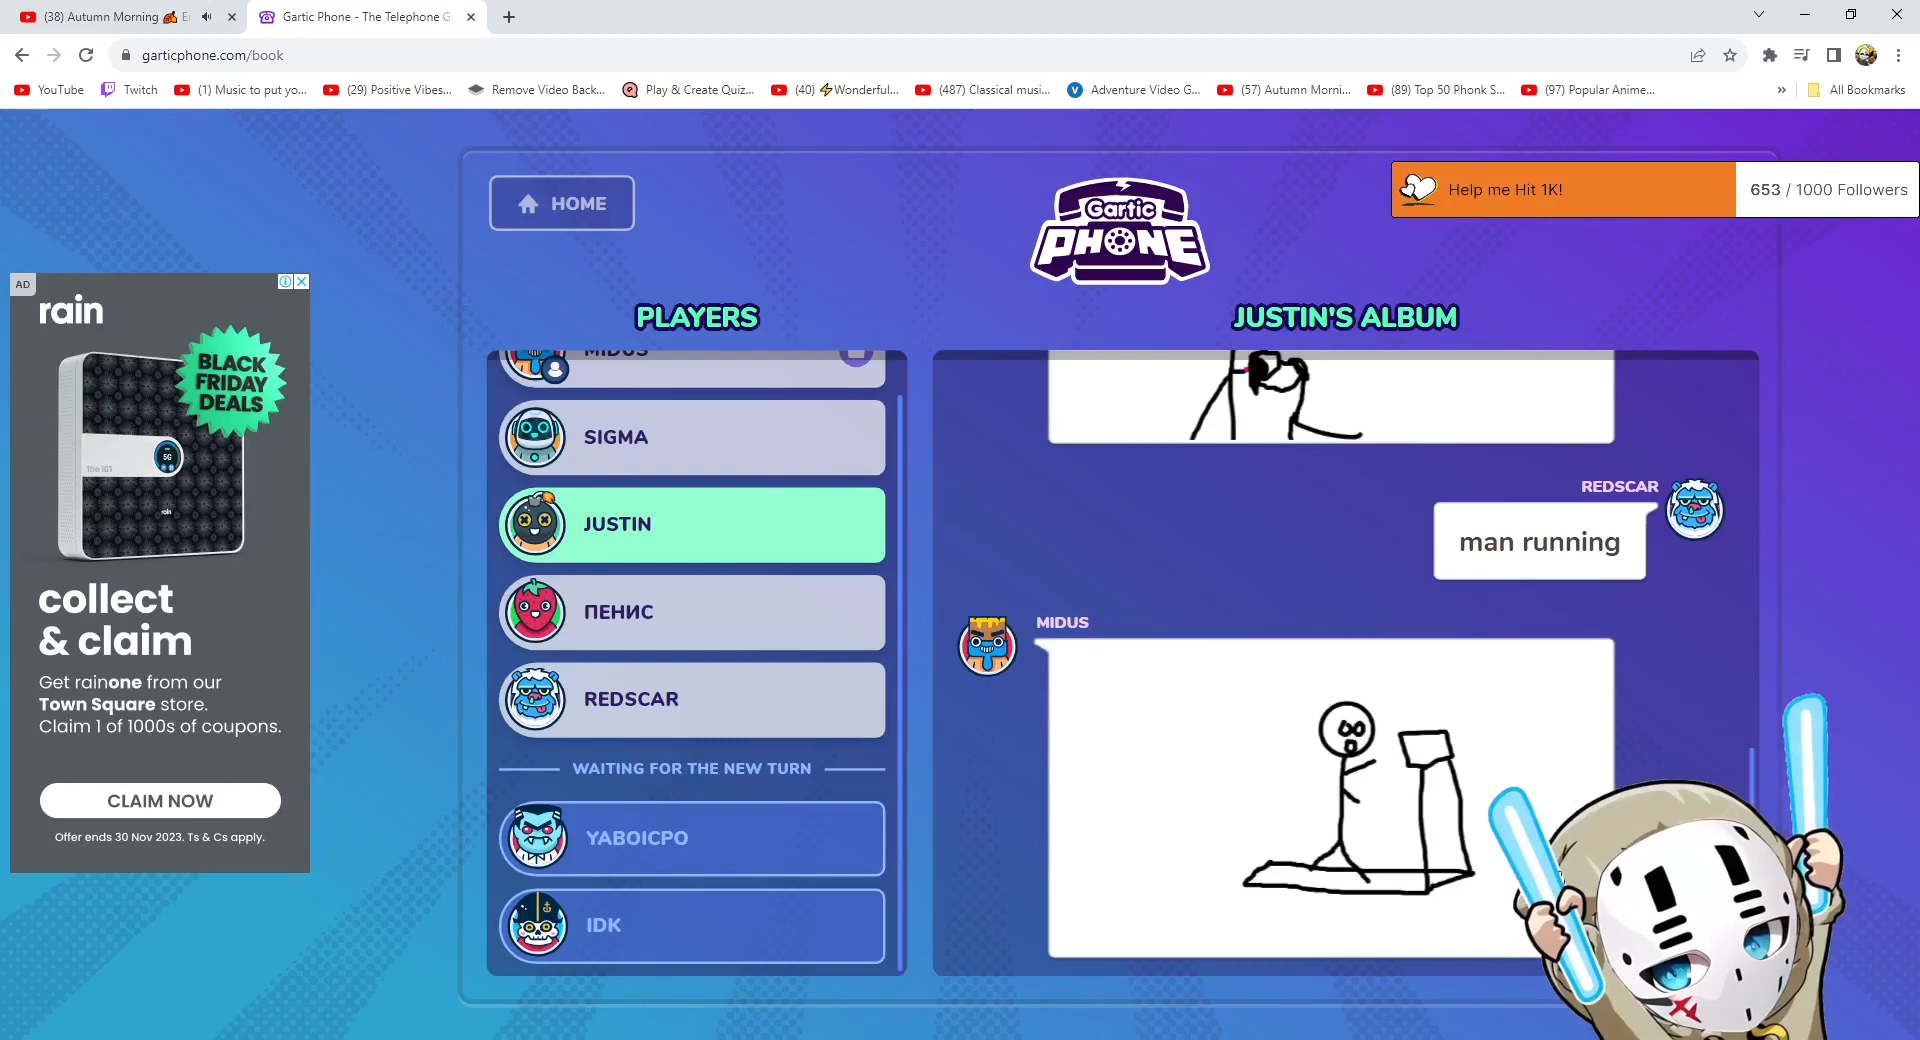 (38) Autumn Morning 🍂 E
Gartic Phone - The Telephone G
garticphone.com/book
YouTube
Twitch
(1) Music to put yo...
(29) Positive Vibes...
Remove Video Back...
Play & Create Quiz...
(40) ⚡Wonderful...
(487) Classical musi...
Adventure Video G...
(57) Autumn Morni...
(89) Top 50 Phonk S...
(97) Popular Anime...
»
All Bookmarks
HOME
Gartic
PHONE
Help me Hit 1K!
653 / 1000 Followers
PLAYERS
MIDUS
SIGMA
JUSTIN
ПЕНИС
REDSCAR
WAITING FOR THE NEW TURN
YABOICPO
IDK
JUSTIN'S ALBUM
REDSCAR
man running
MIDUS
AD
rain
BLACK
FRIDAY
DEALS
5G
the 101
rain
collect
& claim
Get rainone from our
Town Square store.
Claim 1 of 1000s of coupons.
CLAIM NOW
Offer ends 30 Nov 2023. Ts & Cs apply.